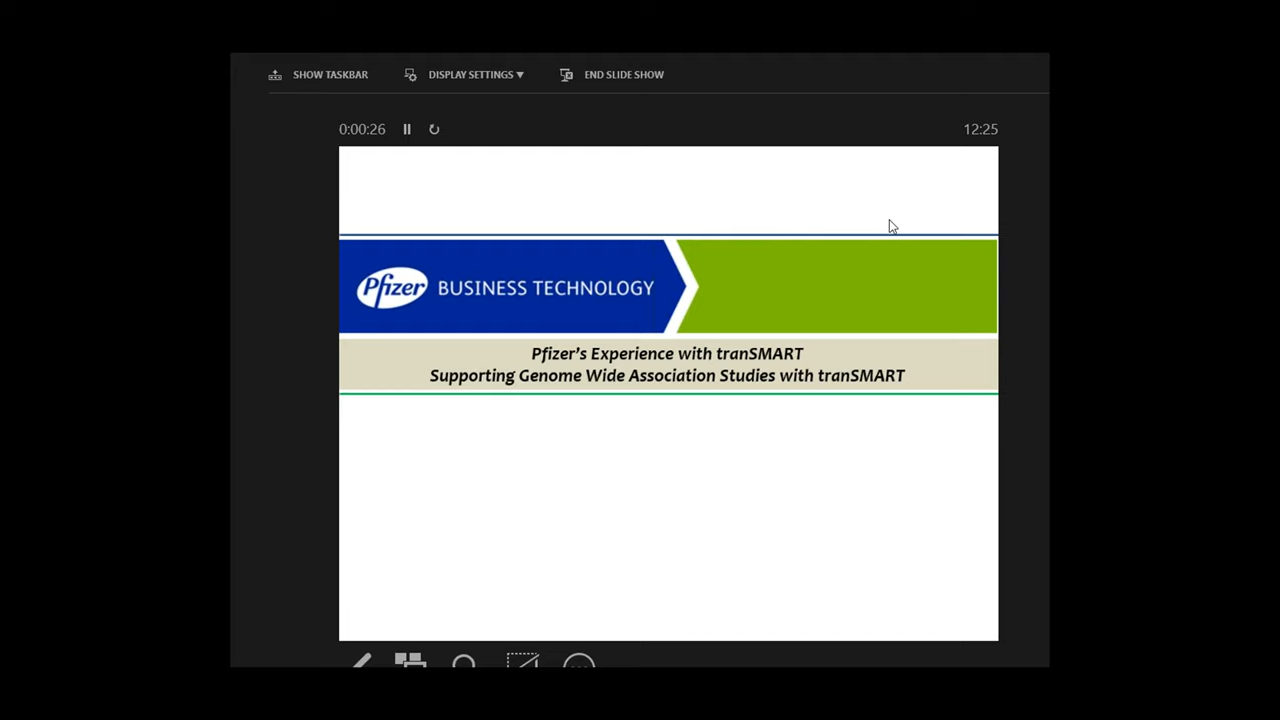 SHOW TASKBAR
DISPLAY SETTINGS ▼
END SLIDE SHOW
0:00:26
12:25
Pfizer BUSINESS TECHNOLOGY
Pfizer’s Experience with tranSMART
Supporting Genome Wide Association Studies with tranSMART